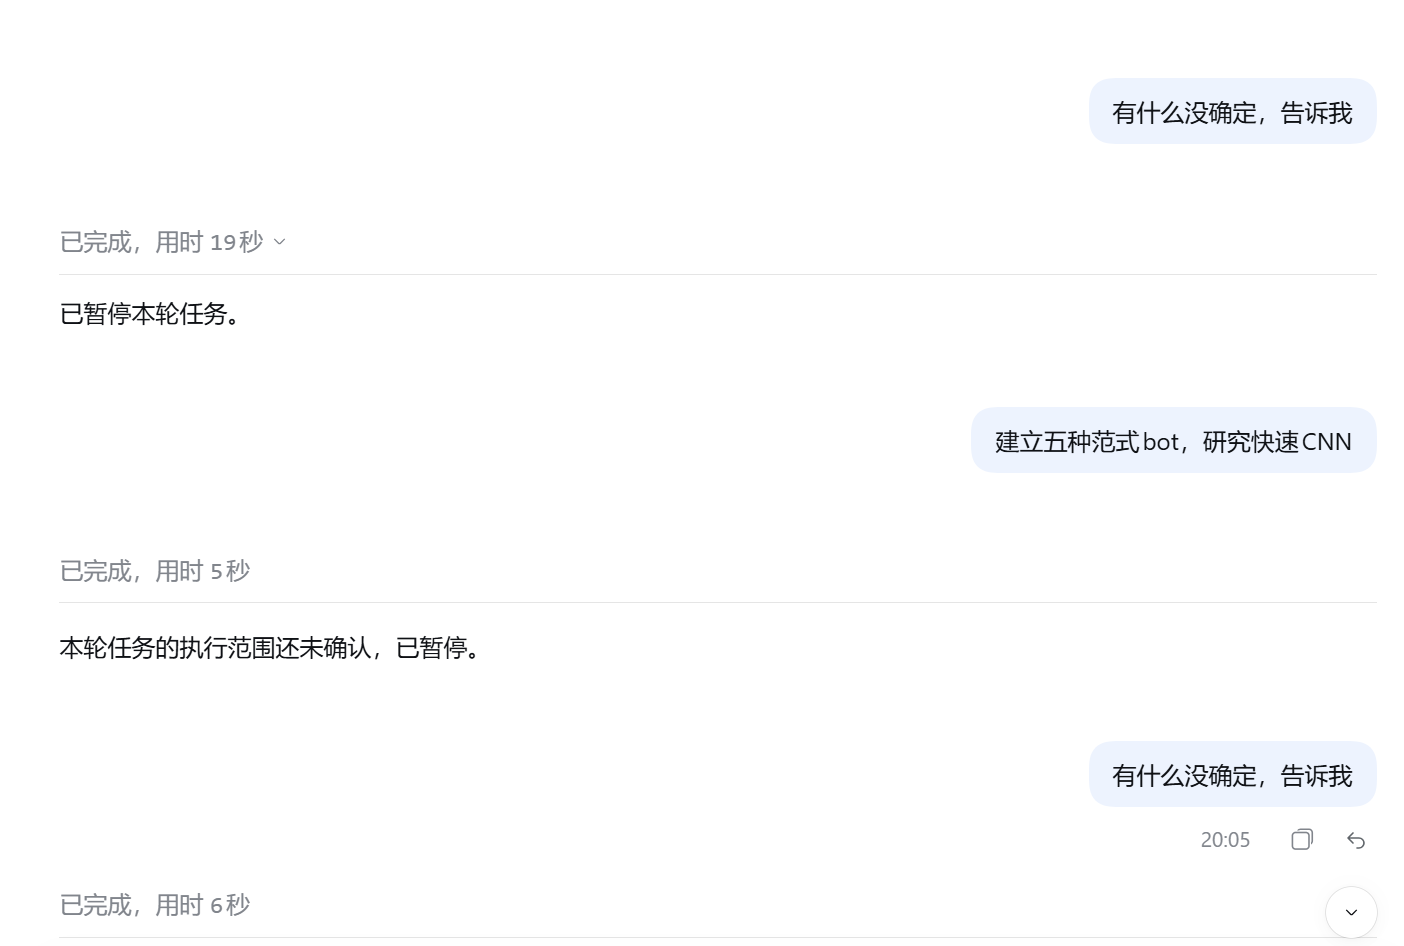 有什么没确定，告诉我
已完成，用时 19秒
已暂停本轮任务。
建立五种范式bot，研究快速CNN
已完成，用时 5秒
本轮任务的执行范围还未确认，已暂停。
有什么没确定，告诉我
20:05
已完成，用时 6秒